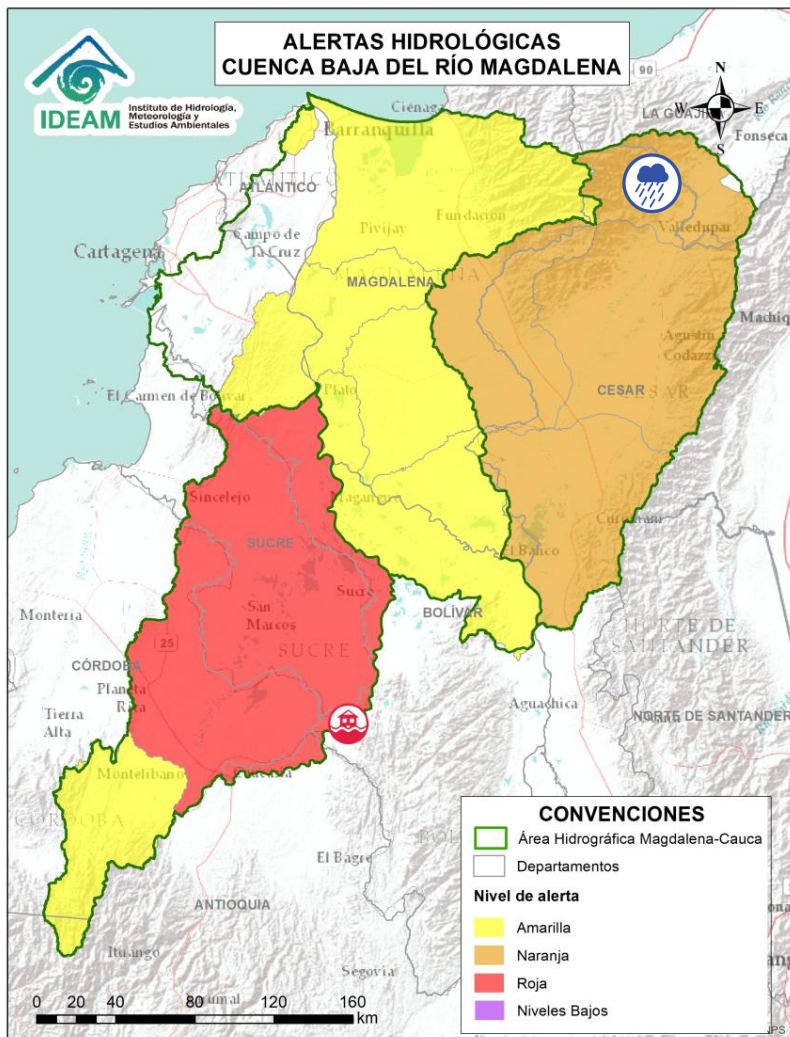 ALERTAS HIDROLÓGICAS
CUENCA BAJA DEL RÍO MAGDALENA
IDEAM
Instituto de Hidrología,
Meteorología y
Estudios Ambientales
N
W
E
S
90
Ciénaga
LA GUAJIRA
Fonseca
Barranquilla
ATLÁNTICO
Fundación
Pivijay
Valledupar
Campo de
la Cruz
Cartagena
MAGDALENA
MAGDALENA
Agustín
Codazzi
El Carmen de Bolívar
Plato
CESAR
CESAR
Sincelejo
Magangué
SUCRE
El Banco
Sucre
San
Marcos
BOLÍVAR
SUCRE
Montería
NORTE DE
SANTANDER
25
CÓRDOBA
Planeta
Rica
Tierra
Alta
Aguachica
NORTE DE SANTANDER
Montelíbano
CÓRDOBA
El Bagre
ANTIOQUIA
Ituango
Segovia
CONVENCIONES
Área Hidrográfica Magdalena-Cauca
Departamentos
Nivel de alerta
Amarilla
Naranja
Roja
Niveles Bajos
0 20 40 80 120 160
km